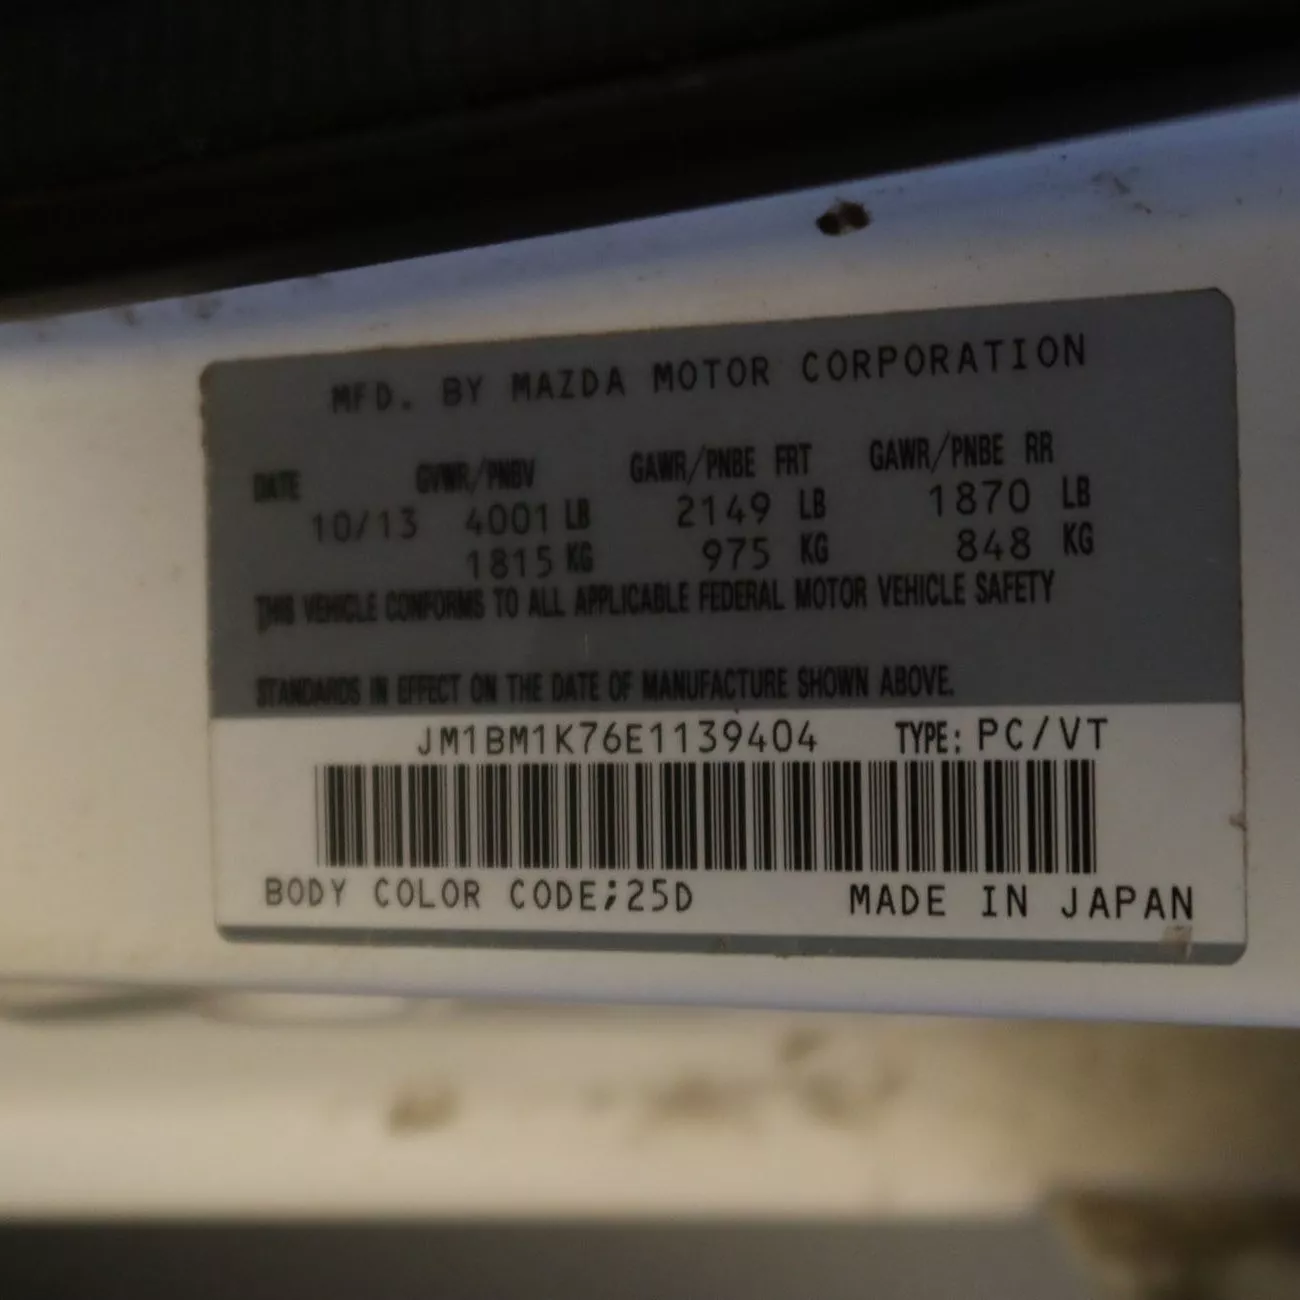 MFD. BY MAZDA MOTOR CORPORATION
DATE GVWR/PNBV GAWR/PNBE FRT GAWR/PNBE RR
10/13 4001 LB 2149 LB 1870 LB
1815 KG 975 KG 848 KG
THIS VEHICLE CONFORMS TO ALL APPLICABLE FEDERAL MOTOR VEHICLE SAFETY
STANDARDS IN EFFECT ON THE DATE OF MANUFACTURE SHOWN ABOVE.
JM1BM1K76E1139404 TYPE: PC/VT
BODY COLOR CODE;25D MADE IN JAPAN